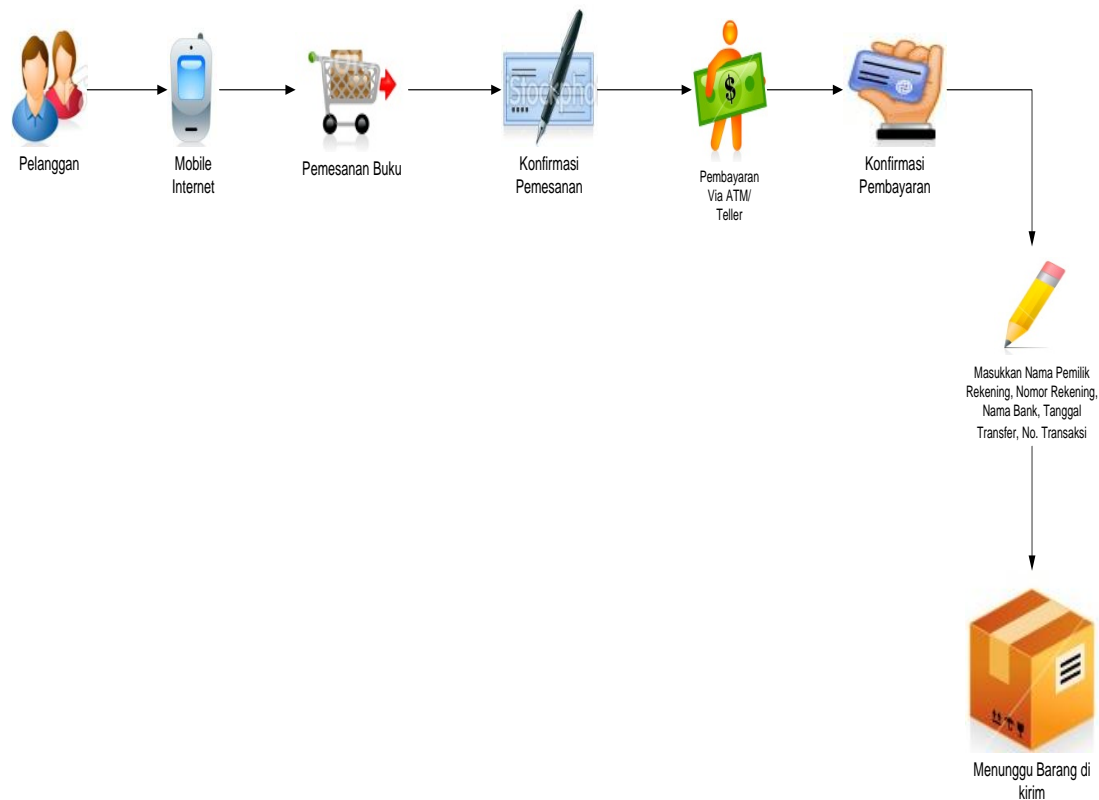 Pelanggan
Mobile
Internet
Pemesanan Buku
Konfirmasi
Pemesanan
Pembayaran
Via ATM/
Teller
Konfirmasi
Pembayaran
Masukkan Nama Pemilik
Rekening, Nomor Rekening,
Nama Bank, Tanggal
Transfer, No. Transaksi
Menunggu Barang di
kirim